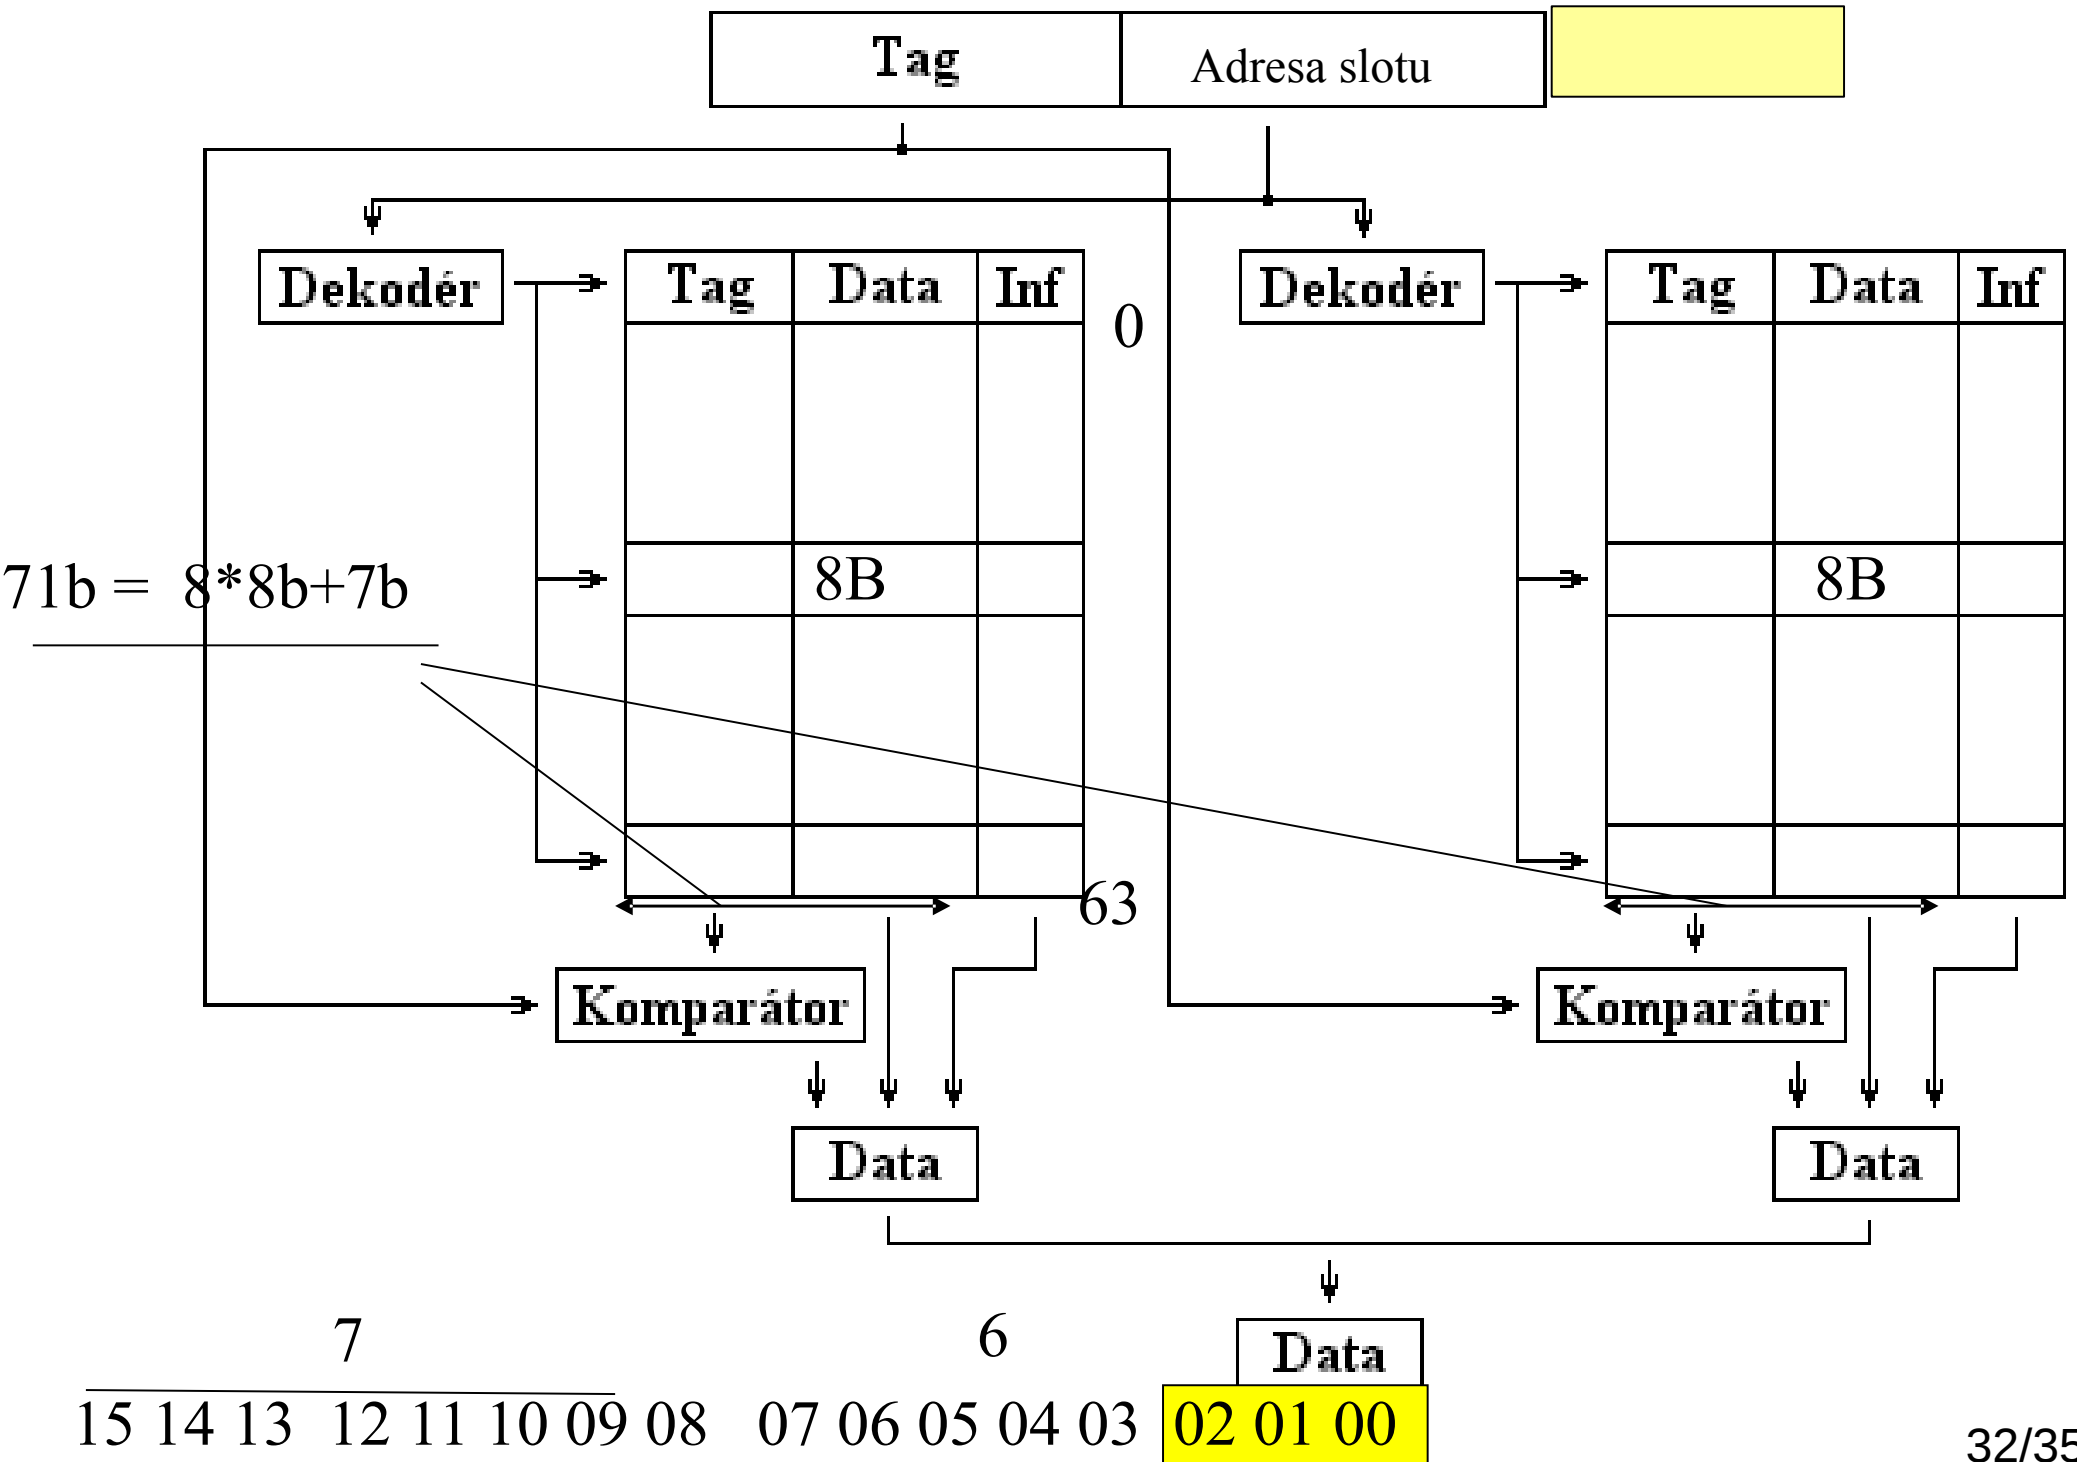 Tag Adresa slotu
Dekodér Tag Data Inf Dekodér Tag Data Inf
0
71b = 8*8b+7b 8B 8B
63
Komparátor Komparátor
Data Data
7 6 Data
15 14 13 12 11 10 09 08 07 06 05 04 03 02 01 00
32/35